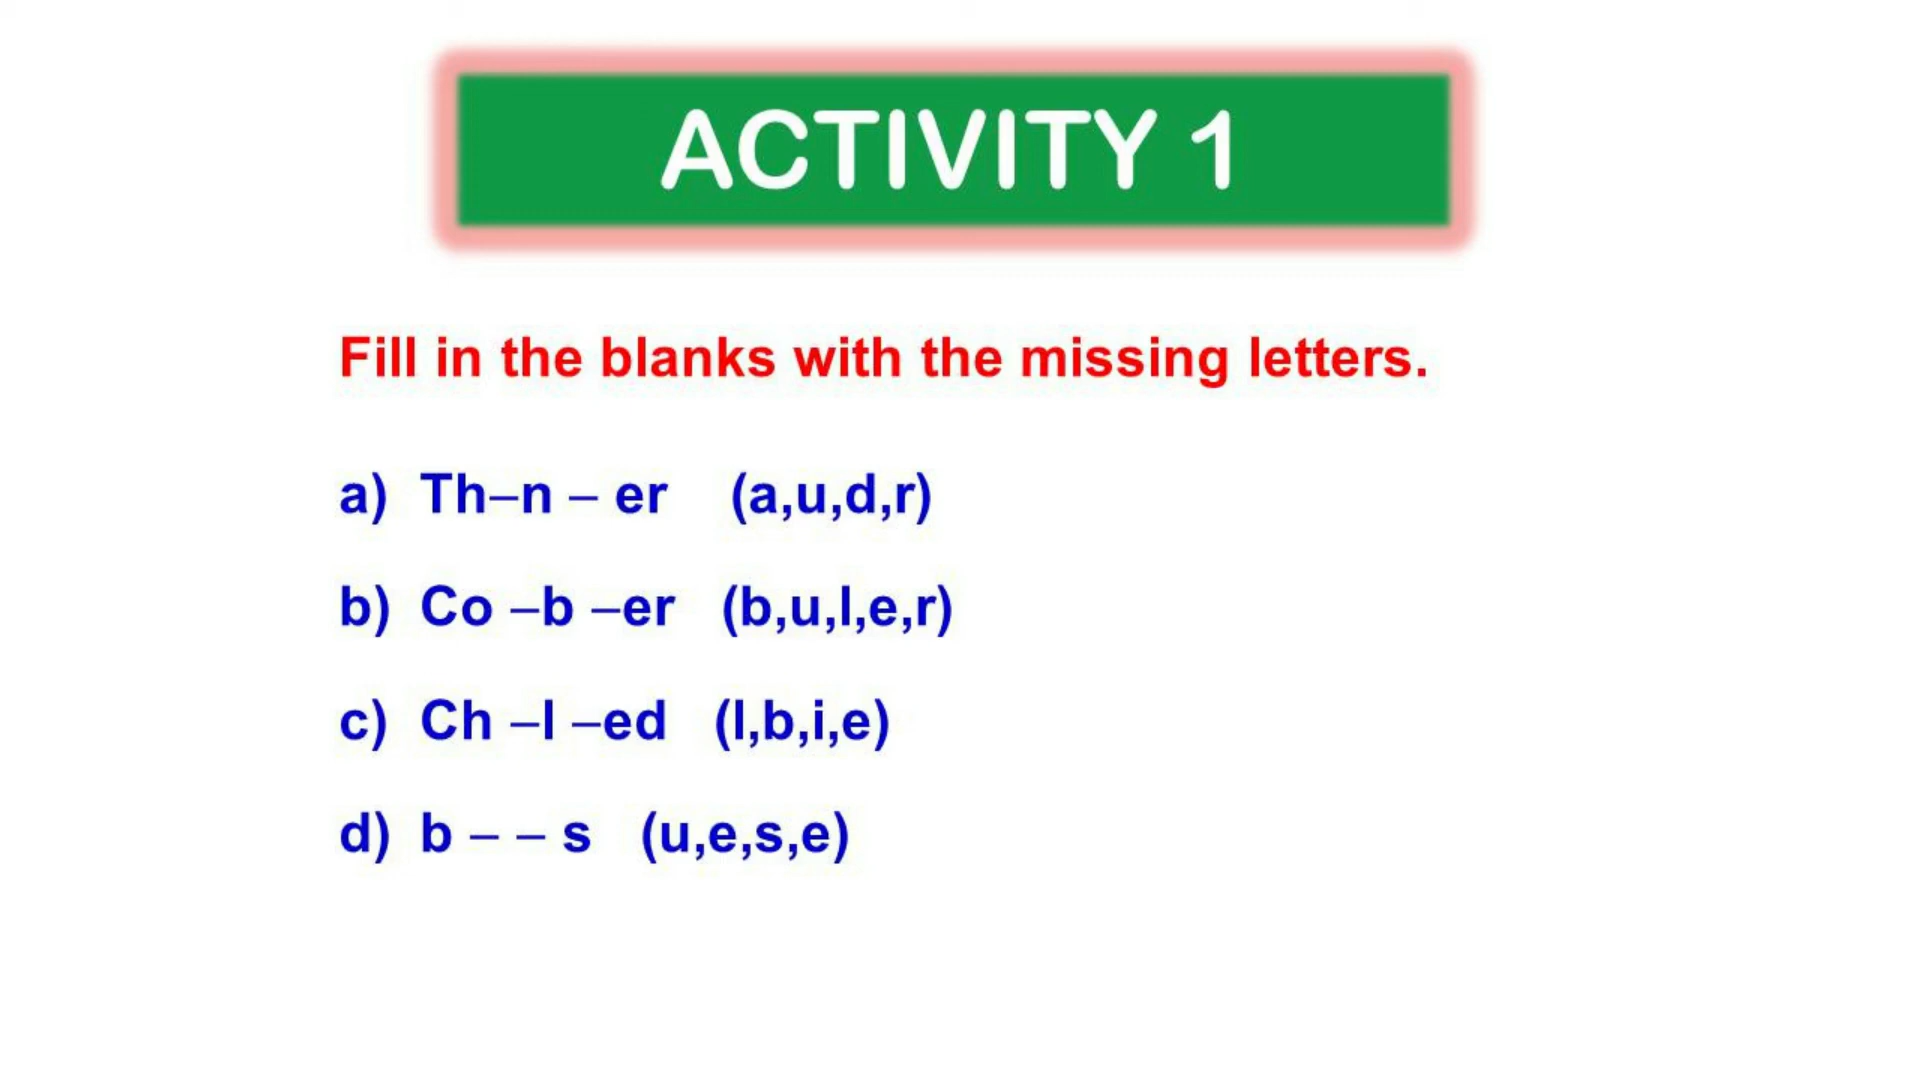 ACTIVITY 1
Fill in the blanks with the missing letters.
a) Th–n – er (a,u,d,r)
b) Co –b –er (b,u,l,e,r)
c) Ch –l –ed (l,b,i,e)
d) b – – s (u,e,s,e)